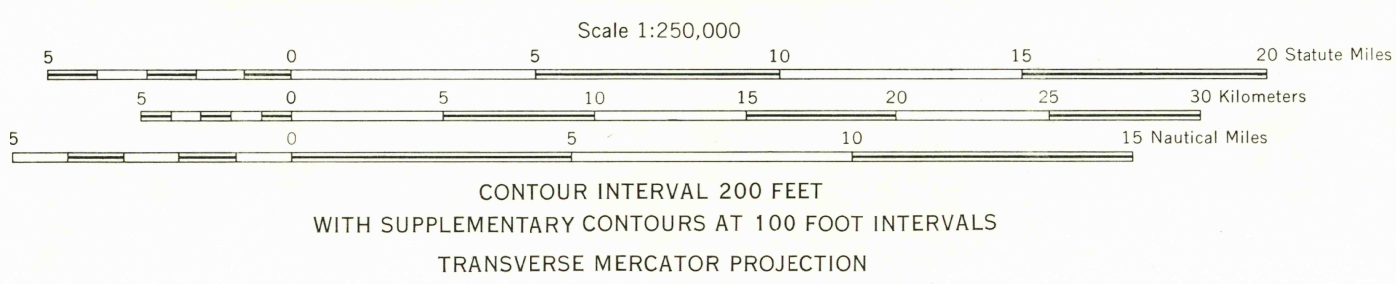 Scale 1:250,000
5 0 5 10 15 20 Statute Miles
5 0 5 10 15 20 25 30 Kilometers
5 0 5 10 15 Nautical Miles
CONTOUR INTERVAL 200 FEET
WITH SUPPLEMENTARY CONTOURS AT 100 FOOT INTERVALS
TRANSVERSE MERCATOR PROJECTION